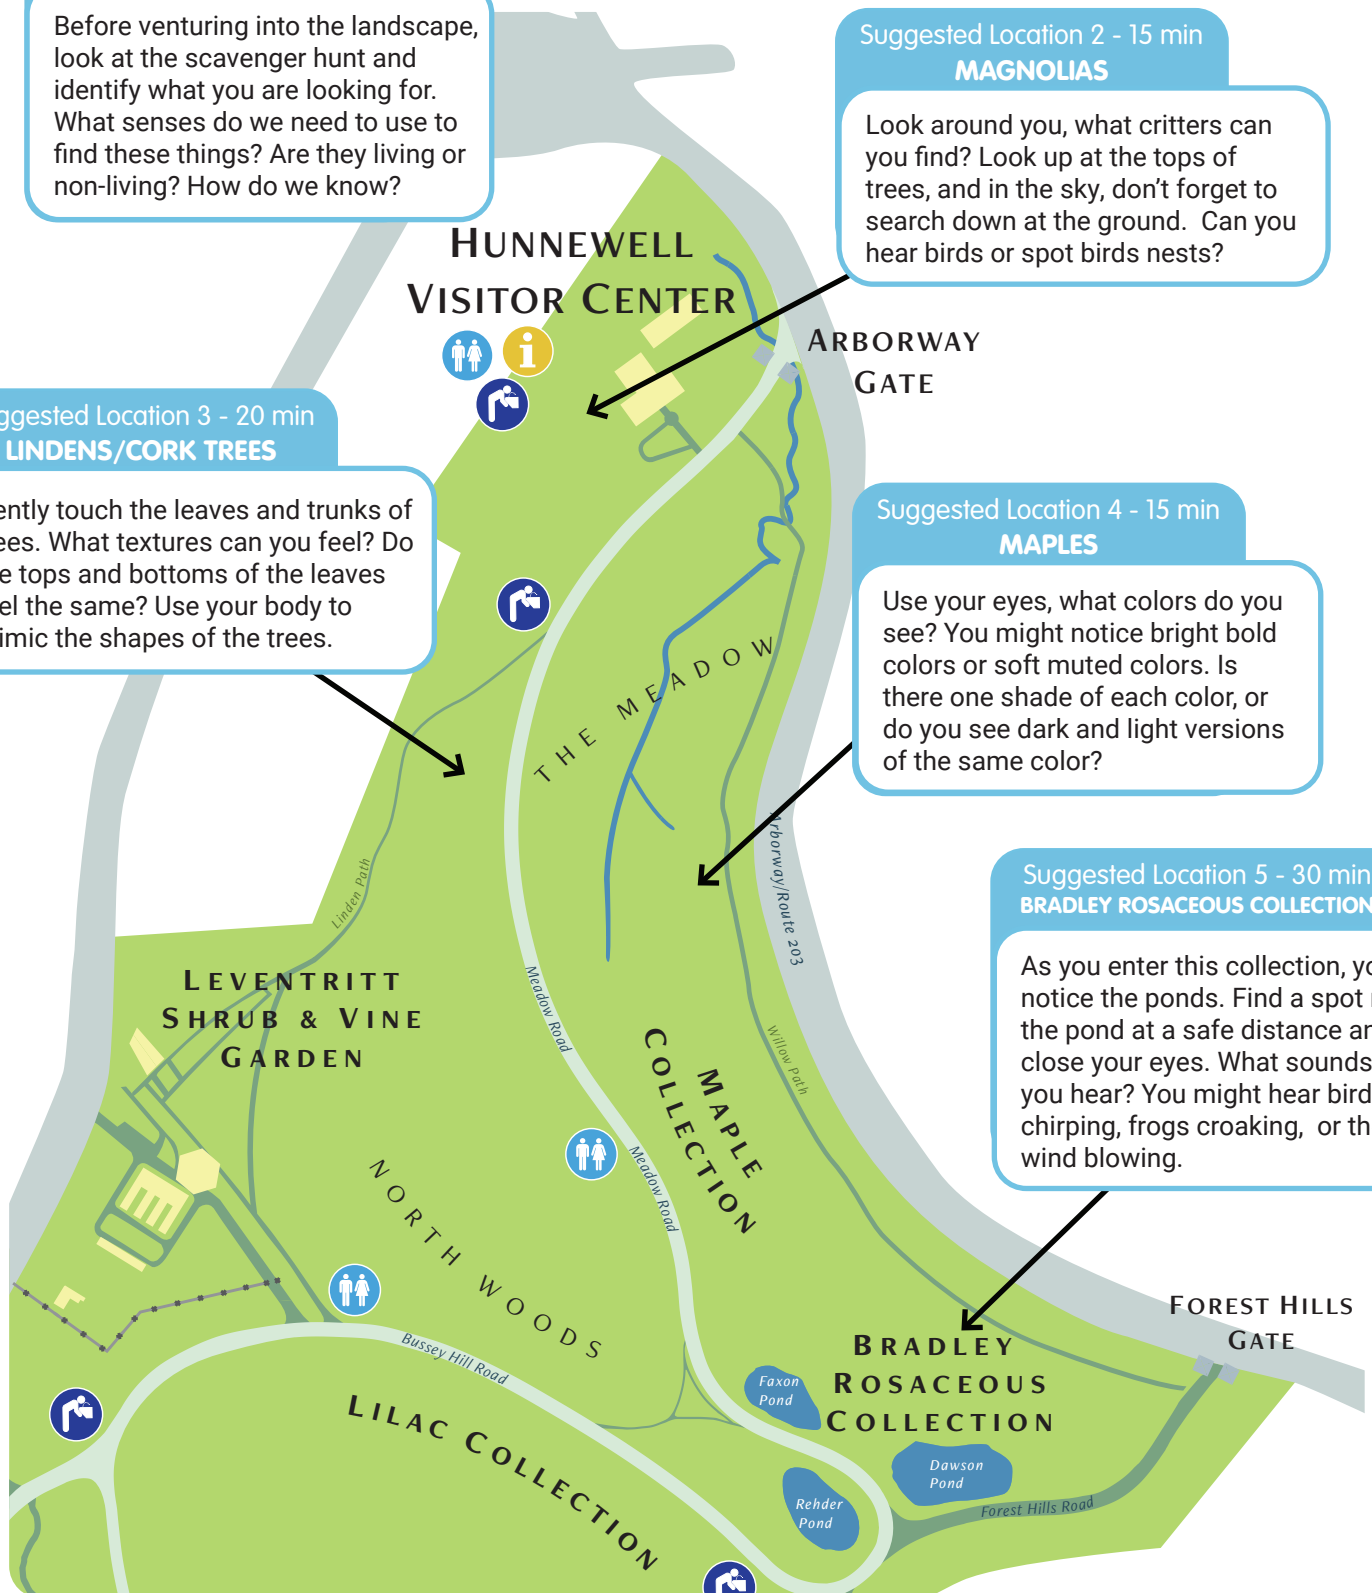 Before venturing into the landscape,
look at the scavenger hunt and
identify what you are looking for.
What senses do we need to use to
find these things? Are they living or
non-living? How do we know?
Suggested Location 2 - 15 min
MAGNOLIAS
Look around you, what critters can
you find? Look up at the tops of
trees, and in the sky, don’t forget to
search down at the ground. Can you
hear birds or spot birds nests?
HUNNEWELL
VISITOR CENTER
i
ARBORWAY
GATE
ggested Location 3 - 20 min
LINDENS/CORK TREES
ently touch the leaves and trunks of
ees. What textures can you feel? Do
e tops and bottoms of the leaves
el the same? Use your body to
imic the shapes of the trees.
Suggested Location 4 - 15 min
MAPLES
Use your eyes, what colors do you
see? You might notice bright bold
colors or soft muted colors. Is
there one shade of each color, or
do you see dark and light versions
of the same color?
THE MEADOW
Linden Path
Arborway/Route 203
Suggested Location 5 - 30 min
BRADLEY ROSACEOUS COLLECTION
As you enter this collection, yo
notice the ponds. Find a spot
the pond at a safe distance an
close your eyes. What sounds
you hear? You might hear bird
chirping, frogs croaking, or th
wind blowing.
LEVENTRITT
SHRUB & VINE
GARDEN
Meadow Road
Willow Path
MAPLE
COLLECTION
Meadow Road
NORTH WOODS
Bussey Hill Road
LILAC COLLECTION
FOREST HILLS
GATE
BRADLEY
ROSACEOUS
COLLECTION
Faxon
Pond
Dawson
Pond
Rehder
Pond
Forest Hills Road